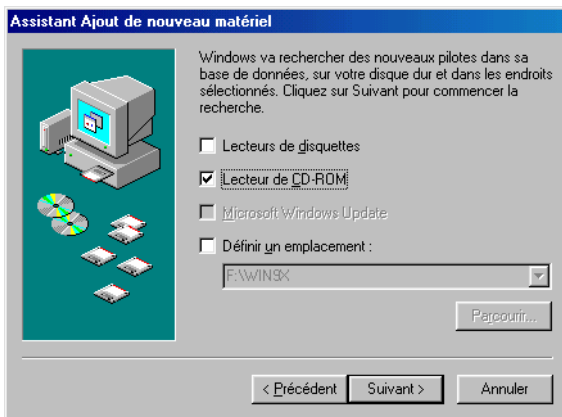 Assistant Ajout de nouveau matériel
Windows va rechercher des nouveaux pilotes dans sa
base de données, sur votre disque dur et dans les endroits
sélectionnés. Cliquez sur Suivant pour commencer la
recherche.
Lecteurs de disquettes
Lecteur de CD-ROM
Microsoft Windows Update
Définir un emplacement :
F:\WIN9X
Parcourir...
< Précédent
Suivant >
Annuler